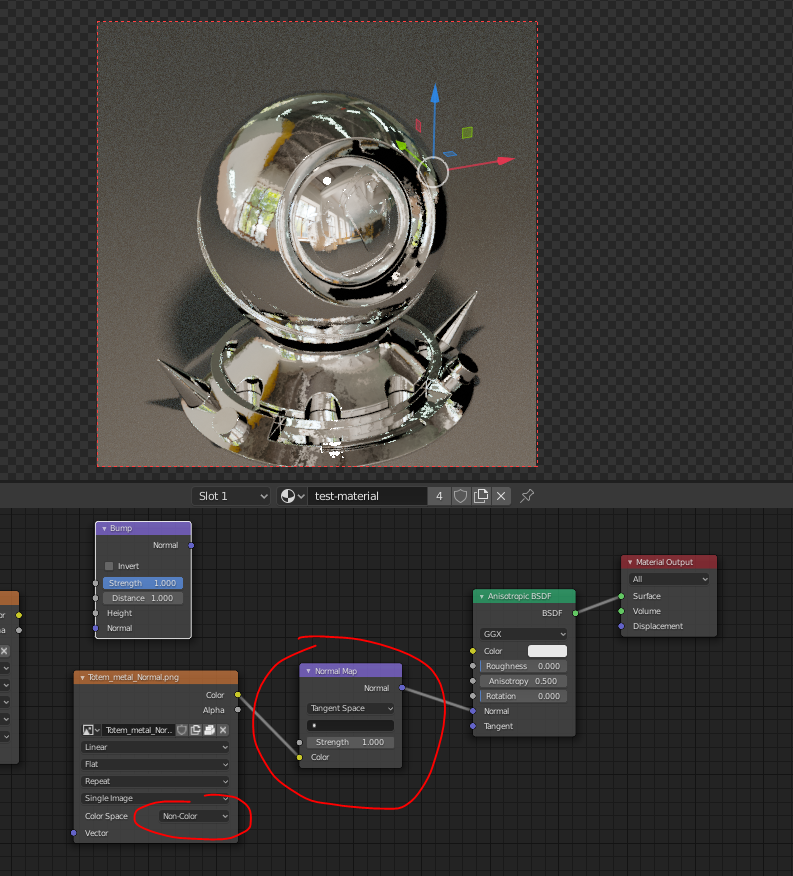 Slot 1
test-material
4
Bump
Normal
Invert
Strength 1.000
Distance 1.000
Height
Normal
Totem_metal_Normal.png
Color
Alpha
Totem_metal_Nor..
Linear
Flat
Repeat
Single Image
Color Space Non-Color
Vector
Normal Map
Normal
Tangent Space
Strength 1.000
Color
Anisotropic BSDF
BSDF
GGX
Color
Roughness 0.000
Anisotropy 0.500
Rotation 0.000
Normal
Tangent
Material Output
All
Surface
Volume
Displacement